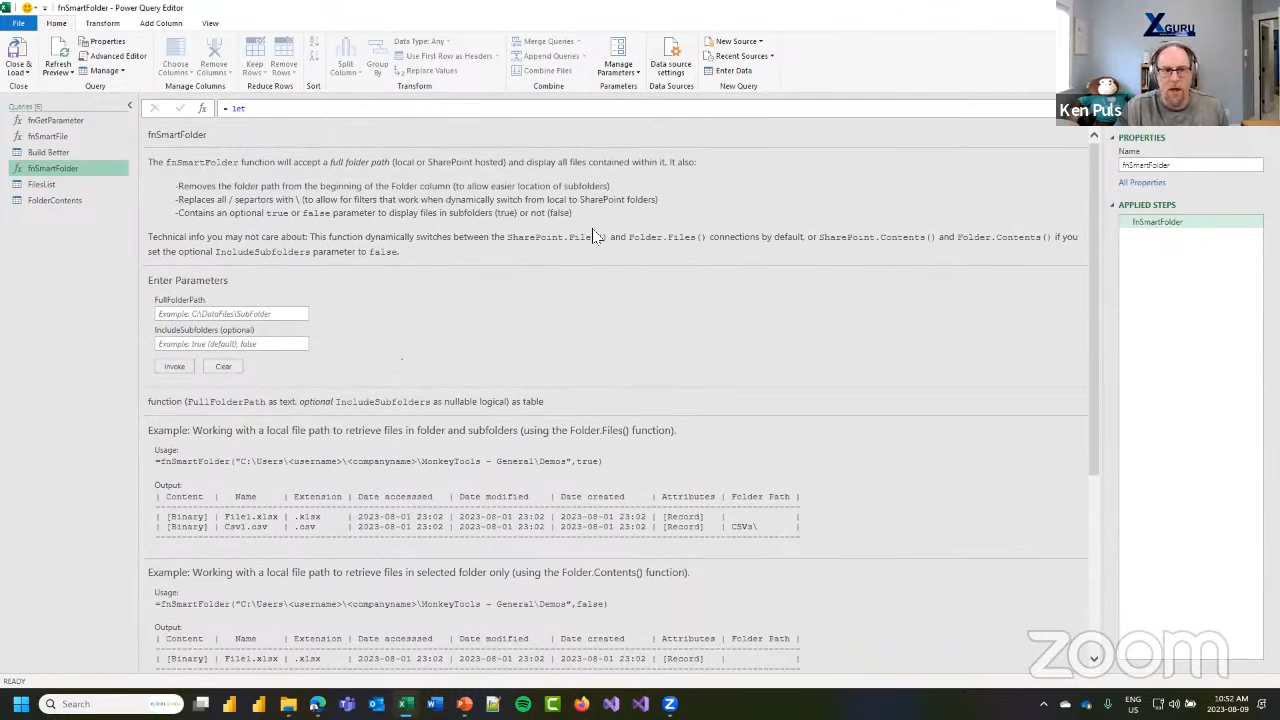 fnSmartFolder - Power Query Editor
File Home Transform Add Column View
Close & Load
Close
Refresh Preview
Properties
Advanced Editor
Manage
Query
Choose Columns
Remove Columns
Manage Columns
Keep Rows
Remove Rows
Reduce Rows
Sort
Split Column
Group By
Data Type: Any
Use First Row as Headers
Replace Values
Transform
Merge Queries
Append Queries
Combine Files
Combine
Manage Parameters
Parameters
Data source settings
Data Sources
New Source
Recent Sources
Enter Data
New Query
X
GURU
Ken Puls
Queries [6]
fnGetParameter
fnSmartFile
Build Better
fnSmartFolder
FilesList
FolderContents
fx = let
fnSmartFolder
The fnSmartFolder function will accept a full folder path (local or SharePoint hosted) and display all files contained within it. It also:
-Removes the folder path from the beginning of the Folder column (to allow easier location of subfolders)
-Replaces all / separtors with \ (to allow for filters that work when dynamically switch from local to SharePoint folders)
-Contains an optional true or false parameter to display files in subfolders (true) or not (false)
Technical info you may not care about: This function dynamically switches between the SharePoint.File () and Folder.Files() connections by default, or SharePoint.Contents() and Folder.Contents() if you
set the optional IncludeSubfolders parameter to false.
Enter Parameters
FullFolderPath
Example: C:\DataFiles\SubFolder
IncludeSubfolders (optional)
Example: true (default), false
Invoke Clear
function (FullFolderPath as text, optional IncludeSubfolders as nullable logical) as table
Example: Working with a local file path to retrieve files in folder and subfolders (using the Folder.Files() function).
Usage:
=fnSmartFolder("C:\Users\<username>\<companyname>\MonkeyTools - General\Demos",true)
Output:
| Content | Name | Extension | Date accesssed | Date modified | Date created | Attributes | Folder Path |
| [Binary] | File1.xlsx | .xlsx | 2023-08-01 23:02 | 2023-08-01 23:02 | 2023-08-01 23:02 | [Record] | |
| [Binary] | Csv1.csv | .csv | 2023-08-01 23:02 | 2023-08-01 23:02 | 2023-08-01 23:02 | [Record] | CSVs\ |
Example: Working with a local file path to retrieve files in selected folder only (using the Folder.Contents() function).
Usage:
=fnSmartFolder("C:\Users\<username>\<companyname>\MonkeyTools - General\Demos",false)
Output:
| Content | Name | Extension | Date accesssed | Date modified | Date created | Attributes | Folder Path |
| [Binary] | File1.xlsx | .xlsx | 2023-08-01 23:02 | 2023-08-01 23:02 | 2023-08-01 23:02 | [Record] | |
PROPERTIES
Name
fnSmartFolder
All Properties
APPLIED STEPS
fnSmartFolder
zoom
READY
Search
EXCELGURU
ENG
US
10:52 AM
2023-08-09